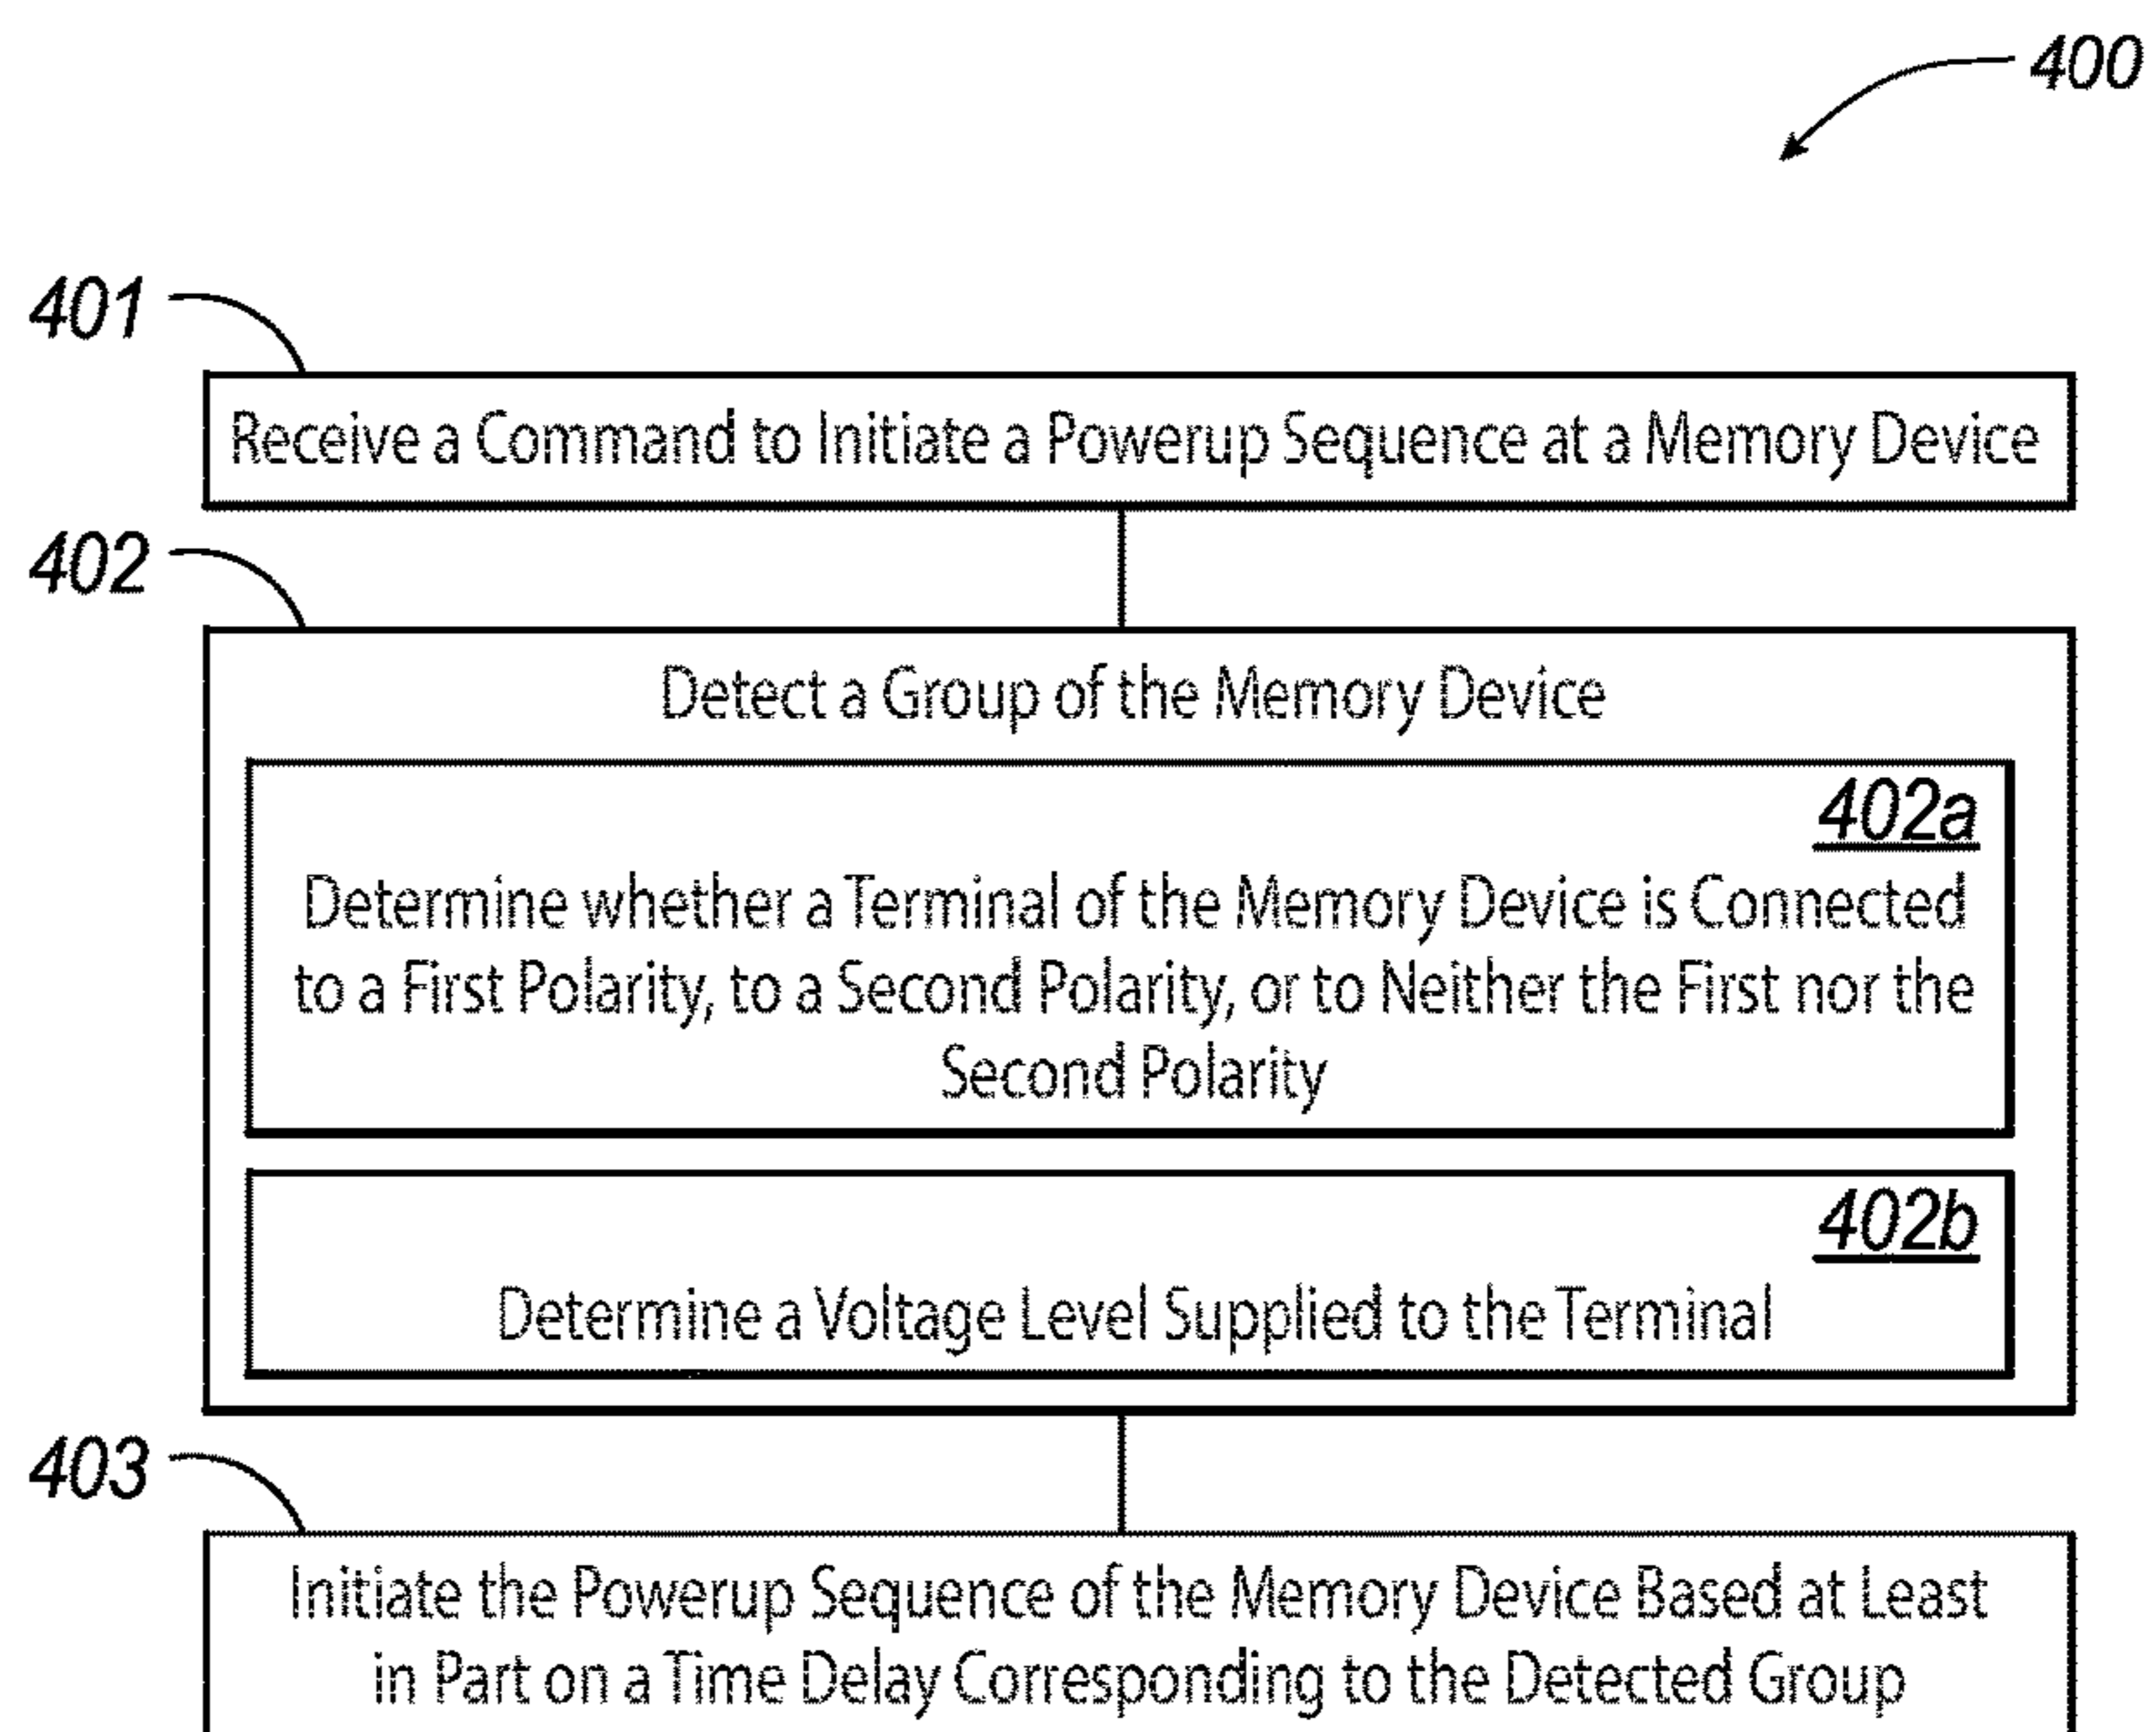 400
401
Receive a Command to Initiate a Powerup Sequence at a Memory Device
402
Detect a Group of the Memory Device
402a
Determine whether a Terminal of the Memory Device is Connected
to a First Polarity, to a Second Polarity, or to Neither the First nor the
Second Polarity
402b
Determine a Voltage Level Supplied to the Terminal
403
Initiate the Powerup Sequence of the Memory Device Based at Least
in Part on a Time Delay Corresponding to the Detected Group